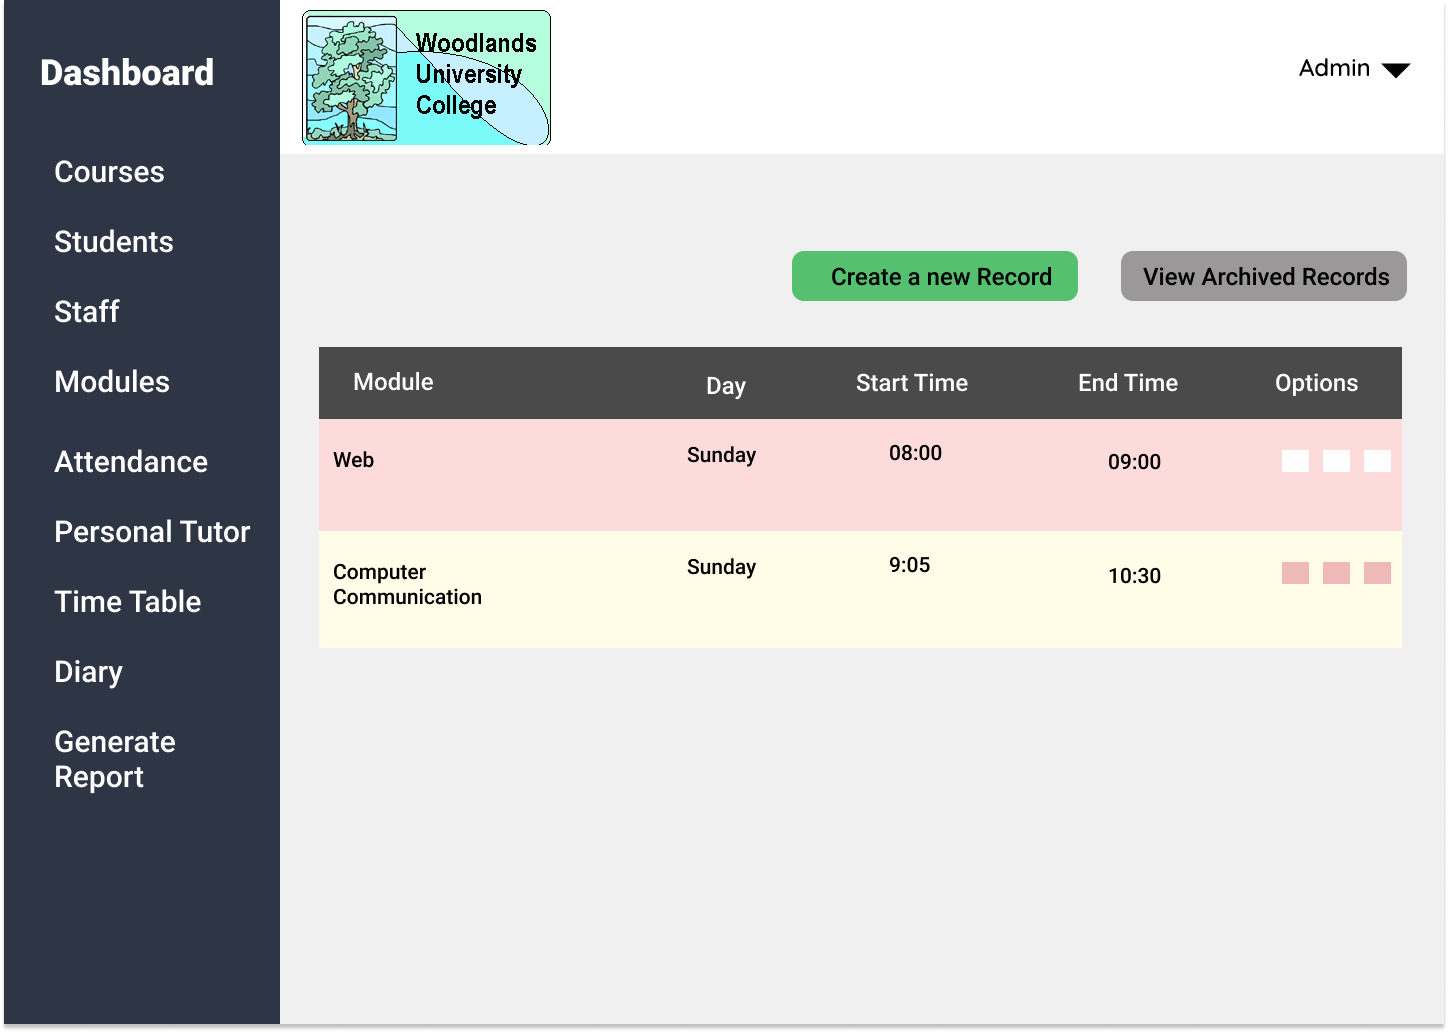 Dashboard
Courses
Students
Staff
Modules
Attendance
Personal Tutor
Time Table
Diary
Generate
Report
Woodlands
University
College
Admin
Create a new Record
View Archived Records
Module Day Start Time End Time Options
Web Sunday 08:00 09:00
Computer Sunday 9:05 10:30
Communication